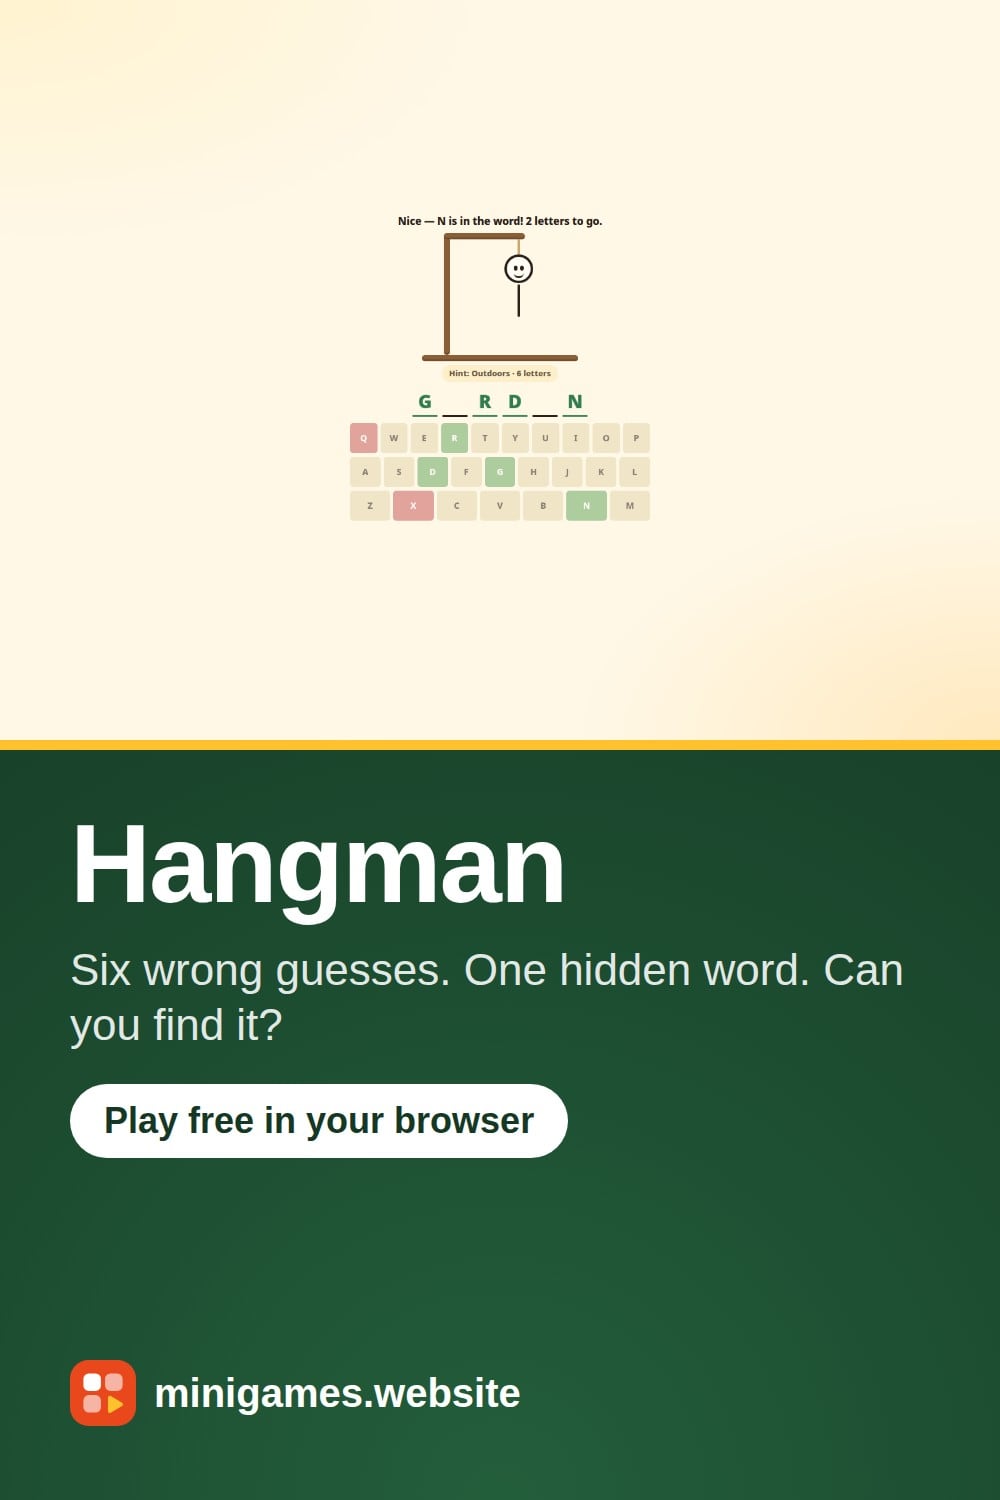 Nice — N is in the word! 2 letters to go.
Hint: Outdoors · 6 letters
G _ R D _ N
Q W E R T Y U I O P
A S D F G H J K L
Z X C V B N M
Hangman
Six wrong guesses. One hidden word. Can
you find it?
Play free in your browser
minigames.website